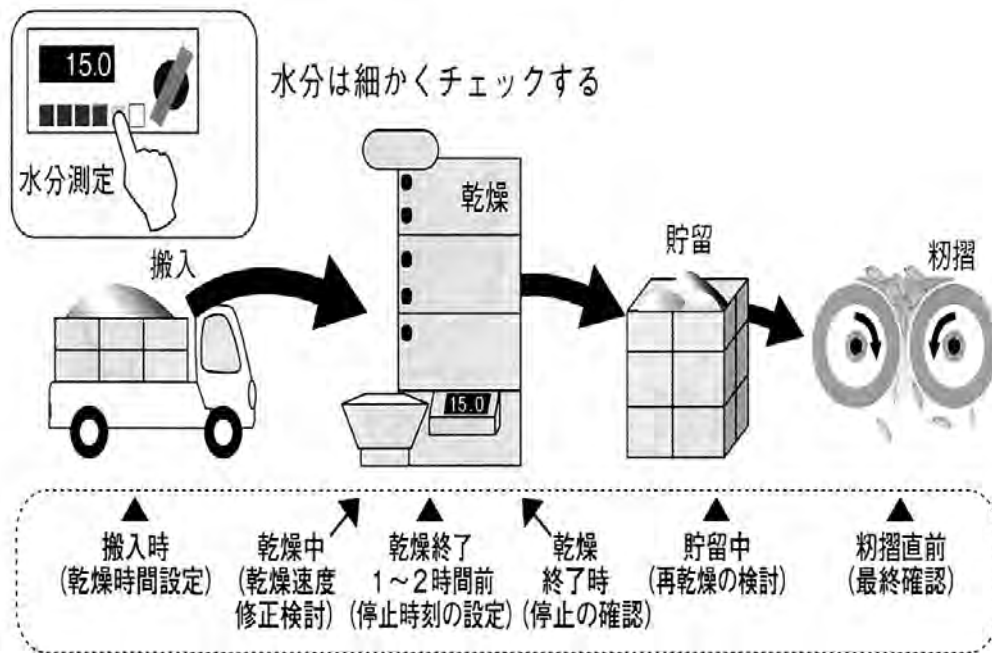 15.0
水分は細かくチェックする
水分測定
乾燥
搬入
貯留
籾摺
15.0
搬入時
(乾燥時間設定)
乾燥中
(乾燥速度
修正検討)
乾燥終了
1～2時間前
(停止時刻の設定)
乾燥
終了時
(停止の確認)
貯留中
(再乾燥の検討)
籾摺直前
(最終確認)